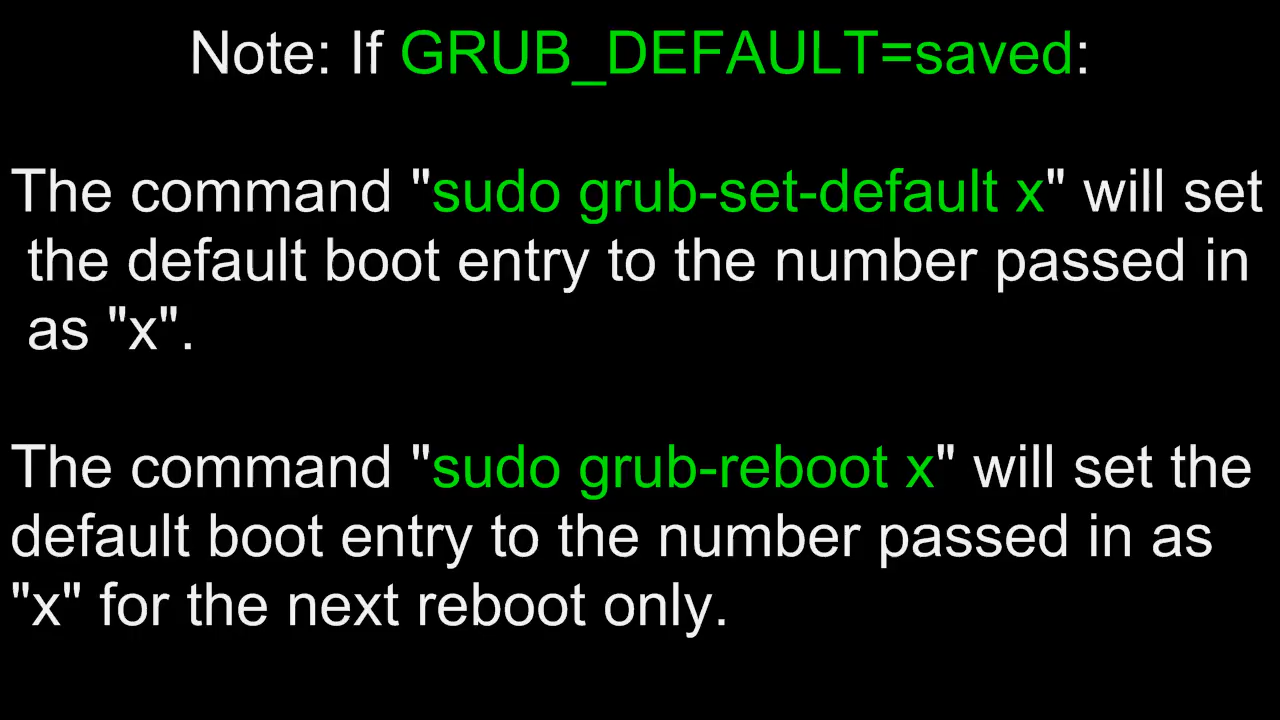 Note: If GRUB_DEFAULT=saved:
The command "sudo grub-set-default x" will set
the default boot entry to the number passed in
as "x".
The command "sudo grub-reboot x" will set the
default boot entry to the number passed in as
"x" for the next reboot only.